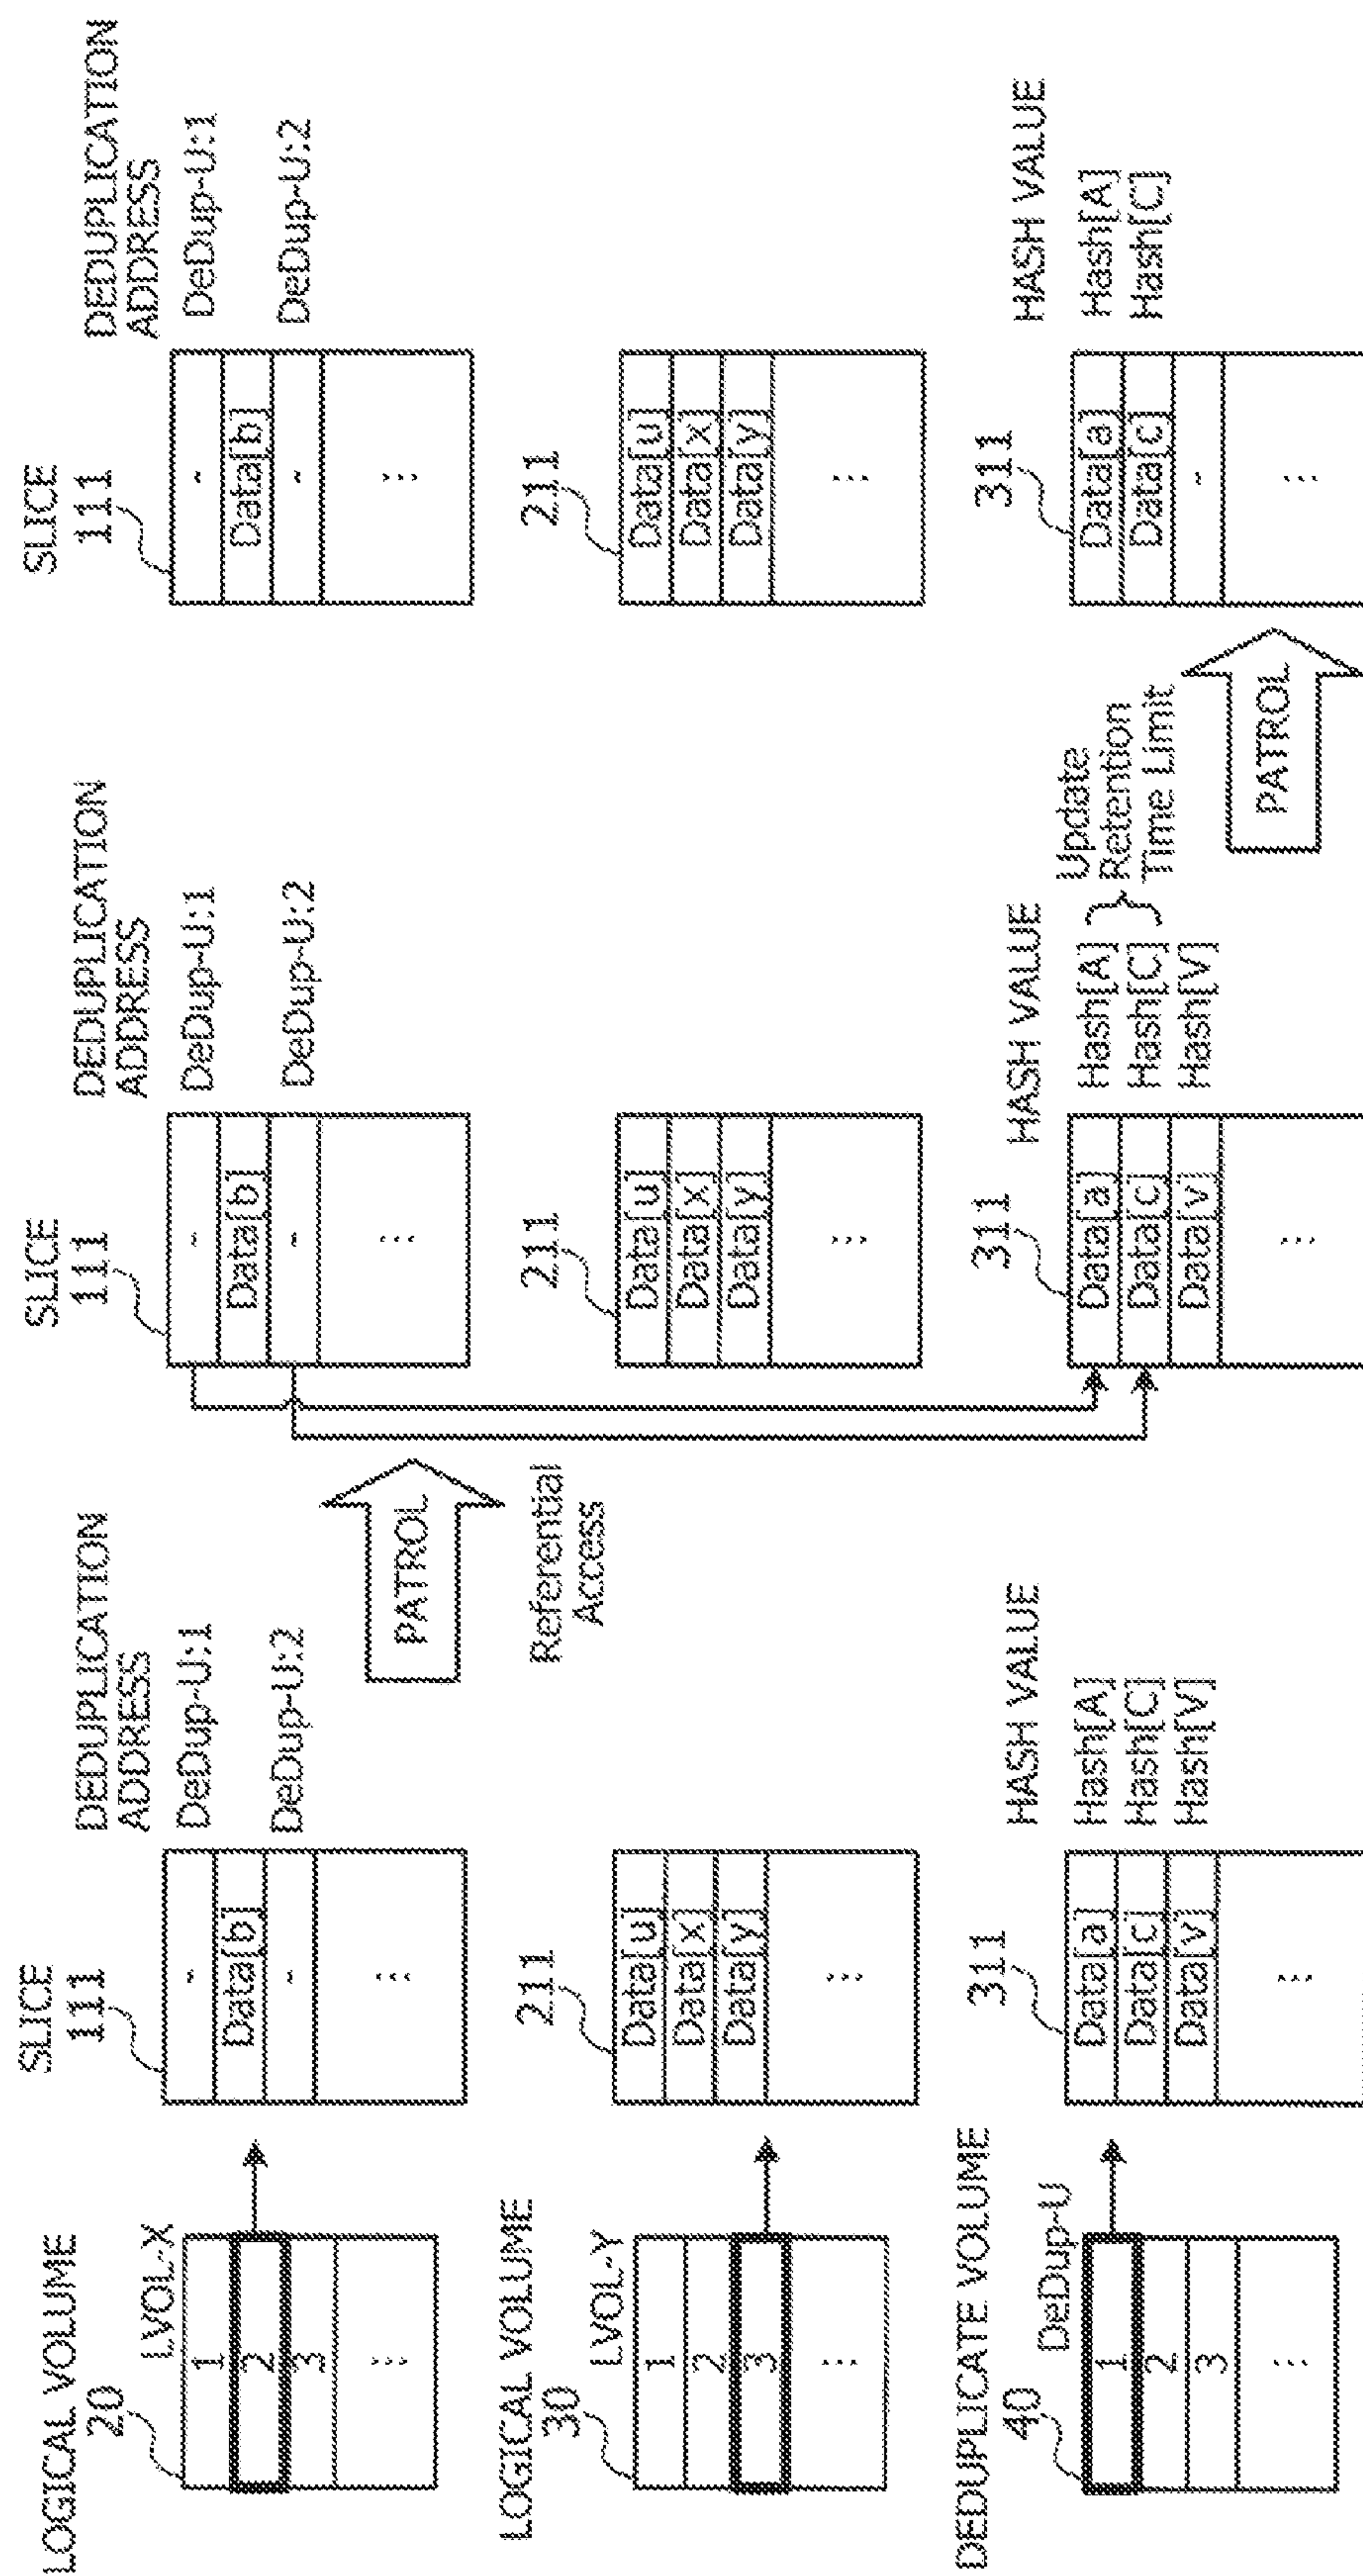 LOGICAL VOLUME
20
LVOL-X
1
2
3
⋮
SLICE
111
-
Data[b]
-
⋮
DEDUPLICATION
ADDRESS
DeDup-U:1
DeDup-U:2
PATROL
Referential
Access
SLICE
111
-
Data[b]
-
⋮
DEDUPLICATION
ADDRESS
DeDup-U:1
DeDup-U:2
SLICE
111
-
Data[b]
-
⋮
DEDUPLICATION
ADDRESS
DeDup-U:1
DeDup-U:2
LOGICAL VOLUME
30
LVOL-Y
1
2
3
⋮
211
Data[u]
Data[x]
Data[y]
⋮
211
Data[u]
Data[x]
Data[y]
⋮
211
Data[u]
Data[x]
Data[y]
⋮
DEDUPLICATE VOLUME
40
DeDup-U
1
2
3
⋮
311
Data[a]
Data[c]
Data[v]
⋮
HASH VALUE
Hash[A]
Hash[C]
Hash[V]
311
Data[a]
Data[c]
Data[v]
⋮
HASH VALUE
Hash[A]
Hash[C]
Hash[V]
Update
Retention
Time Limit
PATROL
311
Data[a]
Data[c]
-
⋮
HASH VALUE
Hash[A]
Hash[C]